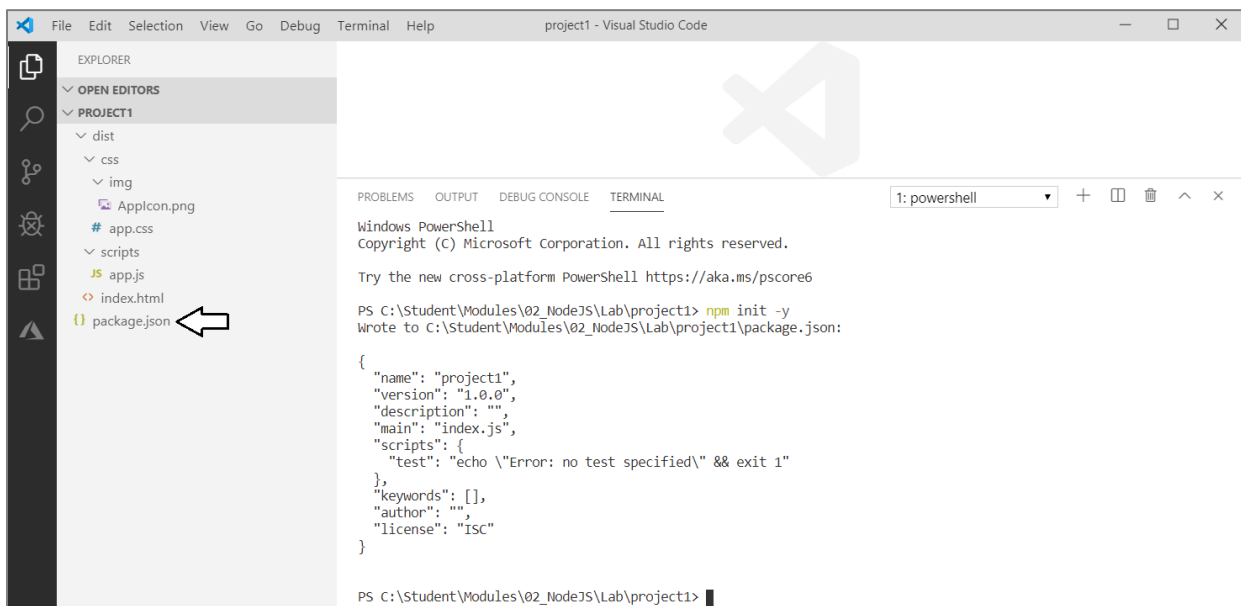 File Edit Selection View Go Debug Terminal Help project1 - Visual Studio Code
EXPLORER
OPEN EDITORS
PROJECT1
dist
css
img
AppIcon.png
# app.css
scripts
JS app.js
<> index.html
{} package.json
PROBLEMS OUTPUT DEBUG CONSOLE TERMINAL 1: powershell
Windows PowerShell
Copyright (C) Microsoft Corporation. All rights reserved.
Try the new cross-platform PowerShell https://aka.ms/pscore6
PS C:\Student\Modules\02_NodeJS\Lab\project1> npm init -y
Wrote to C:\Student\Modules\02_NodeJS\Lab\project1\package.json:
{
  "name": "project1",
  "version": "1.0.0",
  "description": "",
  "main": "index.js",
  "scripts": {
    "test": "echo \"Error: no test specified\" && exit 1"
  },
  "keywords": [],
  "author": "",
  "license": "ISC"
}
PS C:\Student\Modules\02_NodeJS\Lab\project1>